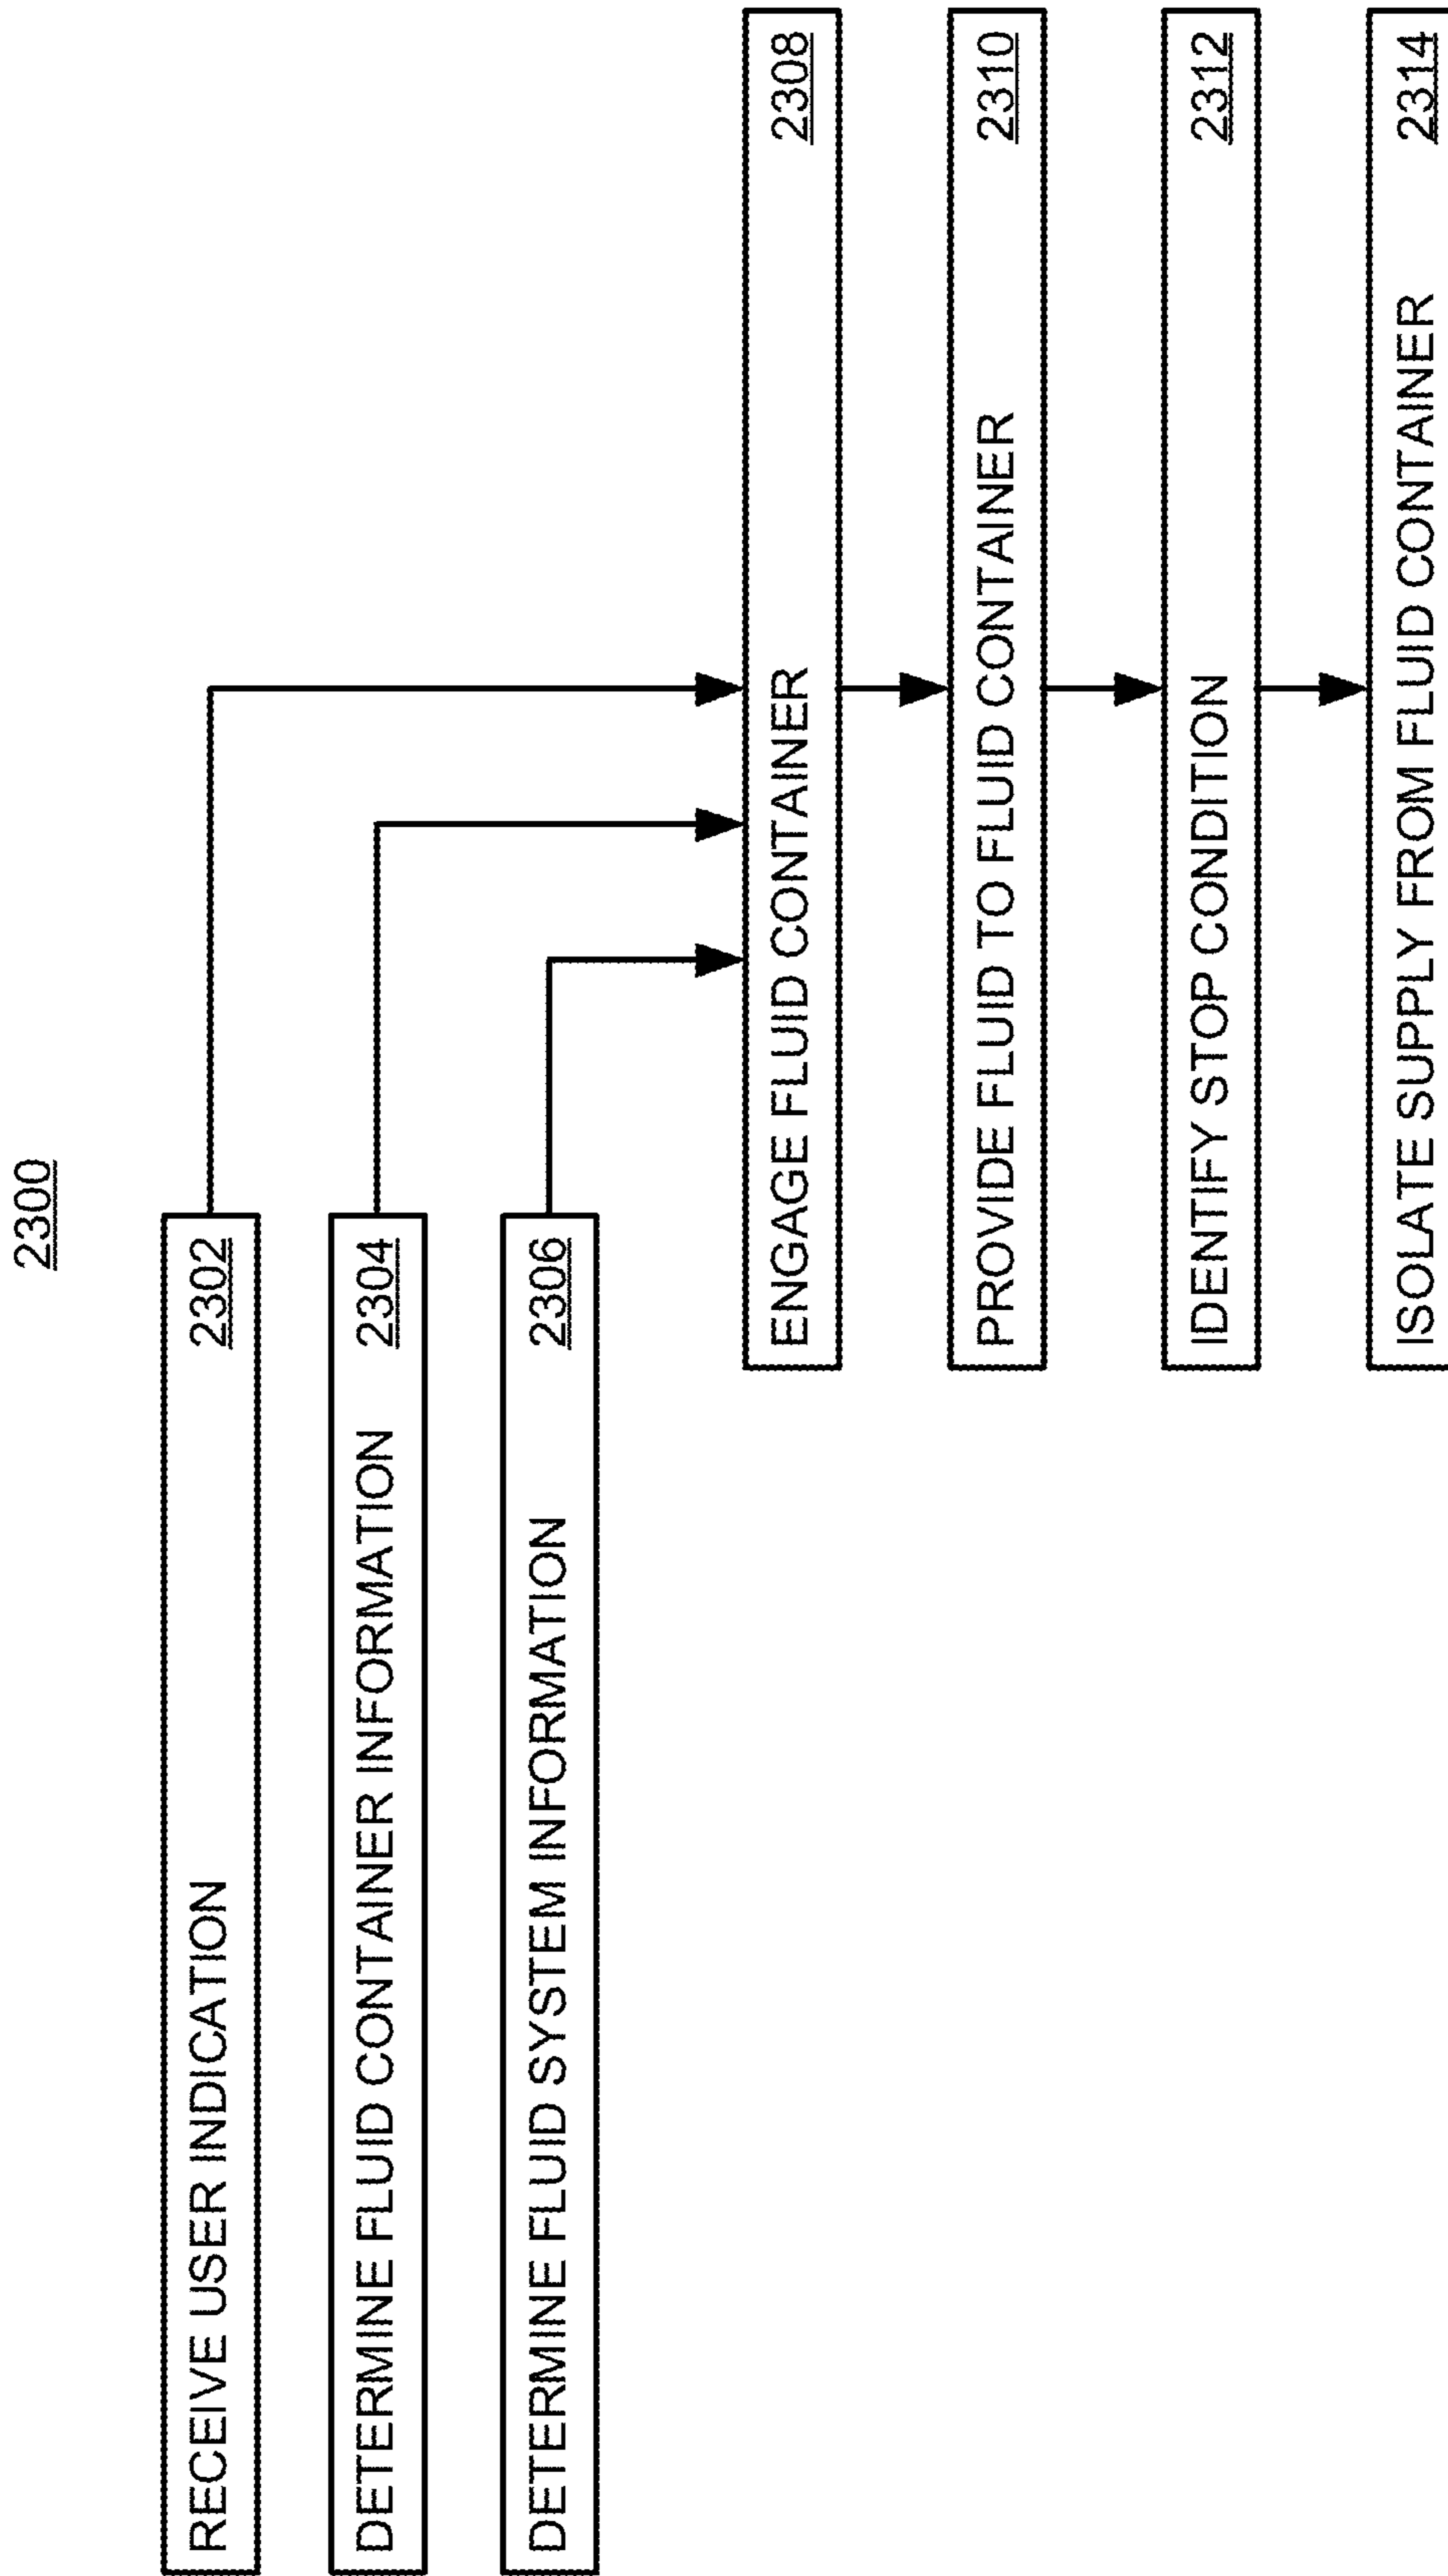 2300
RECEIVE USER INDICATION 2302
DETERMINE FLUID CONTAINER INFORMATION 2304
DETERMINE FLUID SYSTEM INFORMATION 2306
ENGAGE FLUID CONTAINER 2308
PROVIDE FLUID TO FLUID CONTAINER 2310
IDENTIFY STOP CONDITION 2312
ISOLATE SUPPLY FROM FLUID CONTAINER 2314